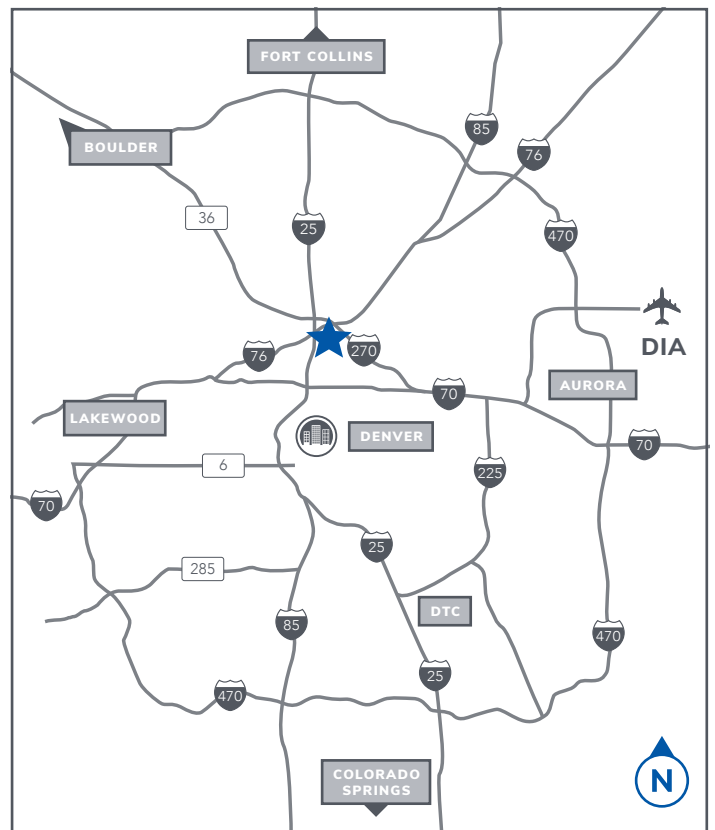 FORT COLLINS
85
BOULDER
76
36
25
470
DIA
76
270
AURORA
70
LAKEWOOD
DENVER
70
6
225
70
25
285
DTC
85
470
25
470
COLORADO
SPRINGS
N